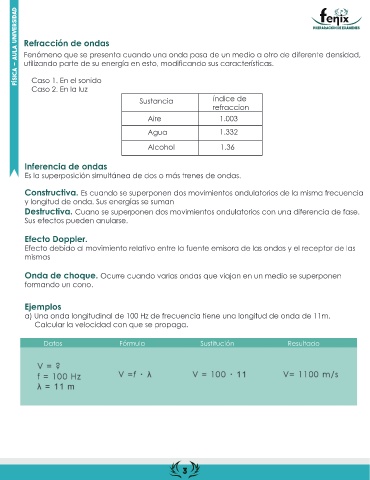 FÍSICA – AULA UNIVERSIDAD
fenix
PREPARACIÓN DE EXÁMENES
Refracción de ondas
Fenómeno que se presenta cuando una onda pasa de un medio a otro de diferente densidad,
utilizando parte de su energía en esto, modificando sus características.
Caso 1. En el sonido
Caso 2. En la luz
Sustancia índice de
refraccion
Aire 1.003
Agua 1.332
Alcohol 1.36
Inferencia de ondas
Es la superposición simultánea de dos o más trenes de ondas.
Constructiva. Es cuando se superponen dos movimientos ondulatorios de la misma frecuencia
y longitud de onda. Sus energías se suman
Destructiva. Cuano se superponen dos movimientos ondulatorios con una diferencia de fase.
Sus efectos pueden anularse.
Efecto Doppler.
Efecto debido al movimiento relativo entre la fuente emisora de las ondas y el receptor de las
mismos
Onda de choque. Ocurre cuando varias ondas que viajan en un medio se superponen
formando un cono.
Ejemplos
a) Una onda longitudinal de 100 Hz de frecuencia tiene una longitud de onda de 11m.
Calcular la velocidad con que se propaga.
Datos Fórmula Sustitución Resultado
V = ?
f = 100 Hz V =f · λ V = 100 · 11 V= 1100 m/s
λ = 11 m
3